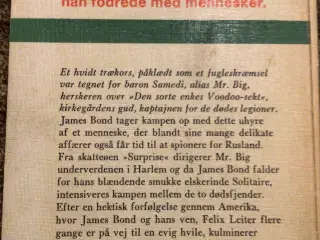 han fodrede med mennesker.
Et hvidt trækors, påklædt som et fugleskræmsel
var tegnet for baron Samedi, alias Mr. Big,
herskeren over »Den sorte enkes Voodoo-sekt«,
kirkegårdenes gud, kaptajnen for de dødes legioner.
James Bond tager kampen op med dette uhyre
af et menneske, der blandt sine mange delikate
affærer også får tid til at spionere for Rusland.
Fra skatteøen »Surprise« dirigerer Mr. Big
underverdenen i Harlem og da James Bond falder
for hans blændende smukke elskerinde Solitaire,
intensiveres kampen mellem de to dødsfjender.
Efter en hektisk forfølgelse gennem Amerika,
hvor James Bond og hans ven, Felix Leiter flere
gange er på vej til en evig hvile, kulminerer